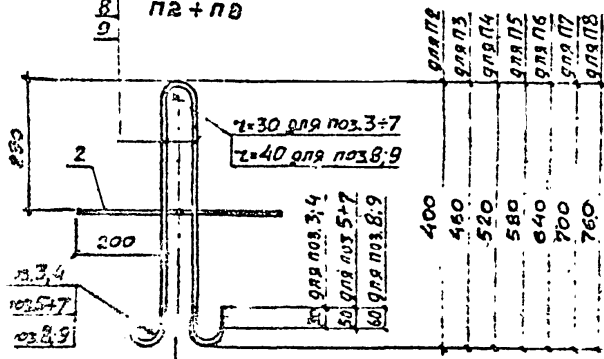 8
9
П2÷П8
для П2
для П3
для П4
для П5
для П6
для П7
для П8
r=30 для поз.3÷7
r=40 для поз.8;9
2
200
400
460
520
580
640
700
760
для поз.3;4
50 для поз 5÷7
60 для поз.8;9
оз.3,4
поз.5÷7
поз.8,9